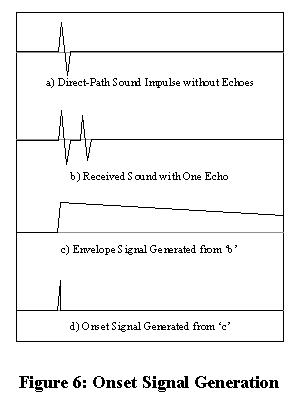 a) Direct-Path Sound Impulse without Echoes
b) Received Sound with One Echo
c) Envelope Signal Generated from ‘b’
d) Onset Signal Generated from ‘c’
Figure 6: Onset Signal Generation